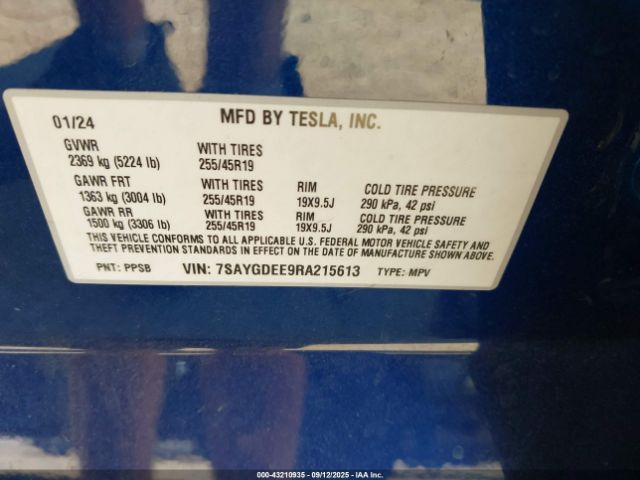 01/24 MFD BY TESLA, INC.
GVWR WITH TIRES
2369 kg (5224 lb) 255/45R19
GAWR FRT WITH TIRES RIM COLD TIRE PRESSURE
1363 kg (3004 lb) 255/45R19 19X9.5J 290 kPa, 42 psi
GAWR RR WITH TIRES RIM COLD TIRE PRESSURE
1500 kg (3306 lb) 255/45R19 19X9.5J 290 kPa, 42 psi
THIS VEHICLE CONFORMS TO ALL APPLICABLE U.S. FEDERAL MOTOR VEHICLE SAFETY AND
THEFT PREVENTION STANDARDS IN EFFECT ON THE DATE OF MANUFACTURE SHOWN ABOVE.
PNT: PPSB VIN: 7SAYGDEE9RA215613 TYPE: MPV
000-43210935 - 09/12/2025 - IAA Inc.